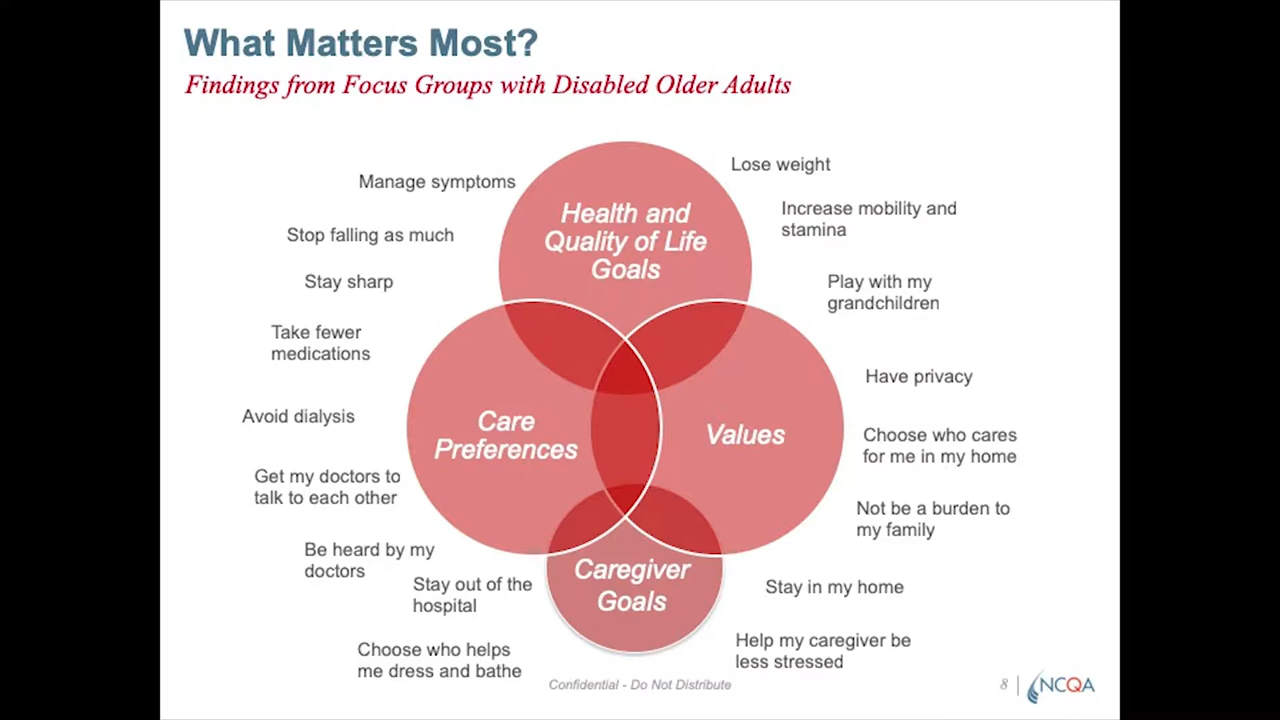 What Matters Most?
Findings from Focus Groups with Disabled Older Adults
Manage symptoms
Stop falling as much
Stay sharp
Take fewer
medications
Avoid dialysis
Get my doctors to
talk to each other
Be heard by my
doctors
Stay out of the
hospital
Choose who helps
me dress and bathe
Health and
Quality of Life
Goals
Care
Preferences
Values
Caregiver
Goals
Lose weight
Increase mobility and
stamina
Play with my
grandchildren
Have privacy
Choose who cares
for me in my home
Not be a burden to
my family
Stay in my home
Help my caregiver be
less stressed
Confidential - Do Not Distribute
8
NCQA